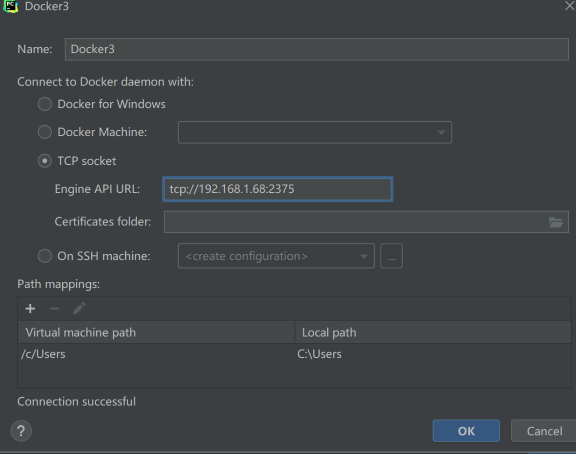 PC
Docker3
Name: Docker3
Connect to Docker daemon with:
Docker for Windows
Docker Machine:
TCP socket
Engine API URL: tcp://192.168.1.68:2375
Certificates folder:
On SSH machine: <create configuration> ...
Path mappings:
Virtual machine path Local path
/c/Users C:\Users
Connection successful
? OK Cancel